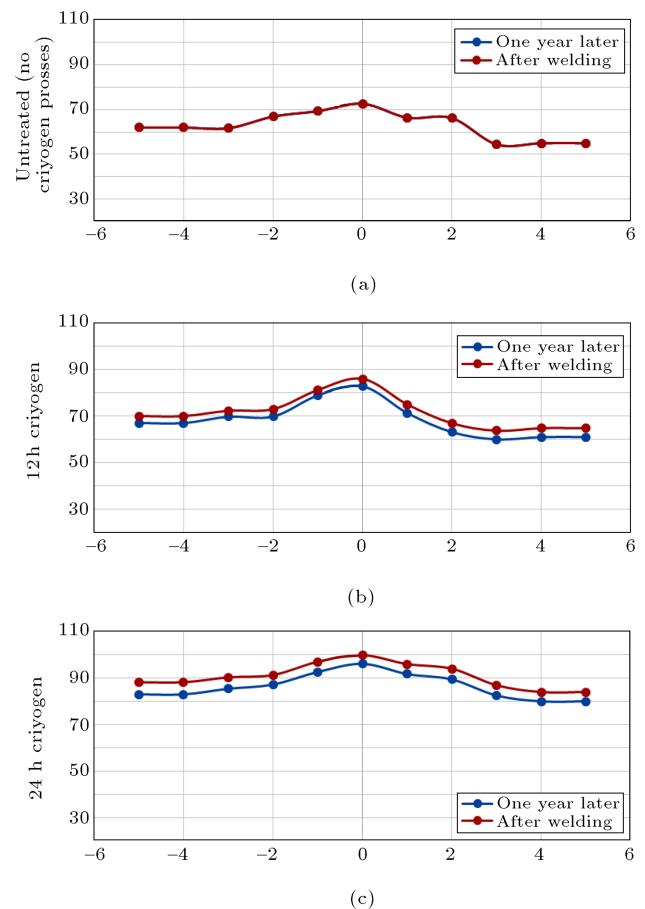 Untreated (no
criyogen prosses)
110
90
70
50
30
One year later
After welding
−6 −4 −2 0 2 4 6
(a)
12h criyogen
110
90
70
50
30
One year later
After welding
−6 −4 −2 0 2 4 6
(b)
24 h criyogen
110
90
70
50
30
One year later
After welding
−6 −4 −2 0 2 4 6
(c)